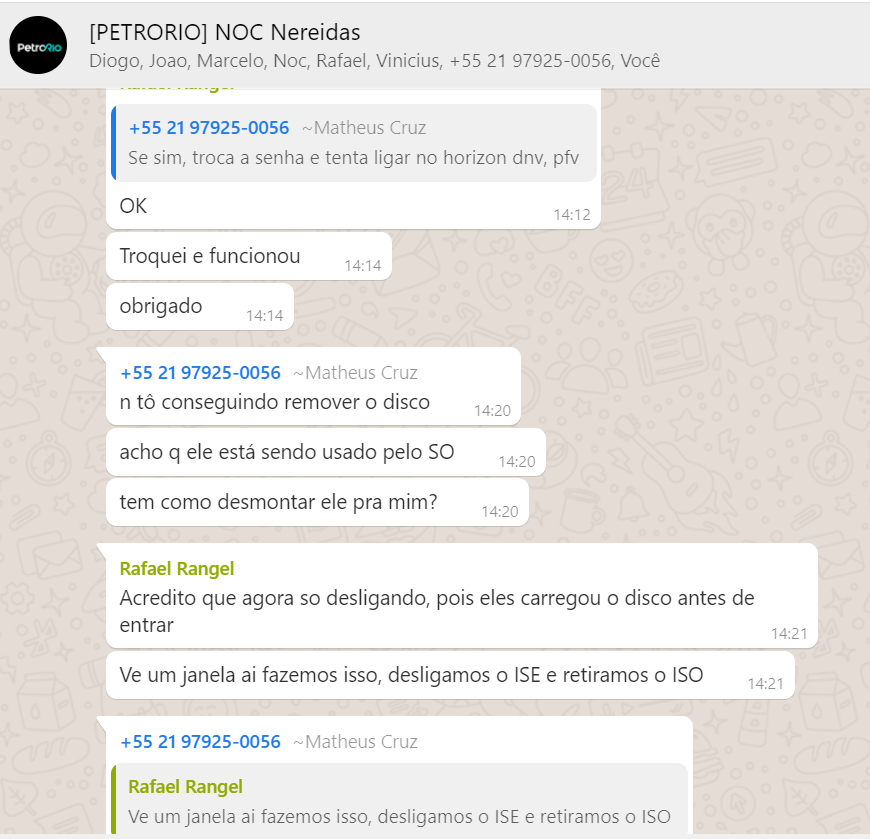 PetroRio
[PETRORIO] NOC Nereidas
Diogo, Joao, Marcelo, Noc, Rafael, Vinicius, +55 21 97925-0056, Você
Rafael Rangel
+55 21 97925-0056 ~Matheus Cruz
Se sim, troca a senha e tenta ligar no horizon dnv, pfv
OK
14:12
Troquei e funcionou
14:14
obrigado
14:14
+55 21 97925-0056 ~Matheus Cruz
n tô conseguindo remover o disco
14:20
acho q ele está sendo usado pelo SO
14:20
tem como desmontar ele pra mim?
14:20
Rafael Rangel
Acredito que agora so desligando, pois eles carregou o disco antes de
entrar
14:21
Ve um janela ai fazemos isso, desligamos o ISE e retiramos o ISO
14:21
+55 21 97925-0056 ~Matheus Cruz
Rafael Rangel
Ve um janela ai fazemos isso, desligamos o ISE e retiramos o ISO